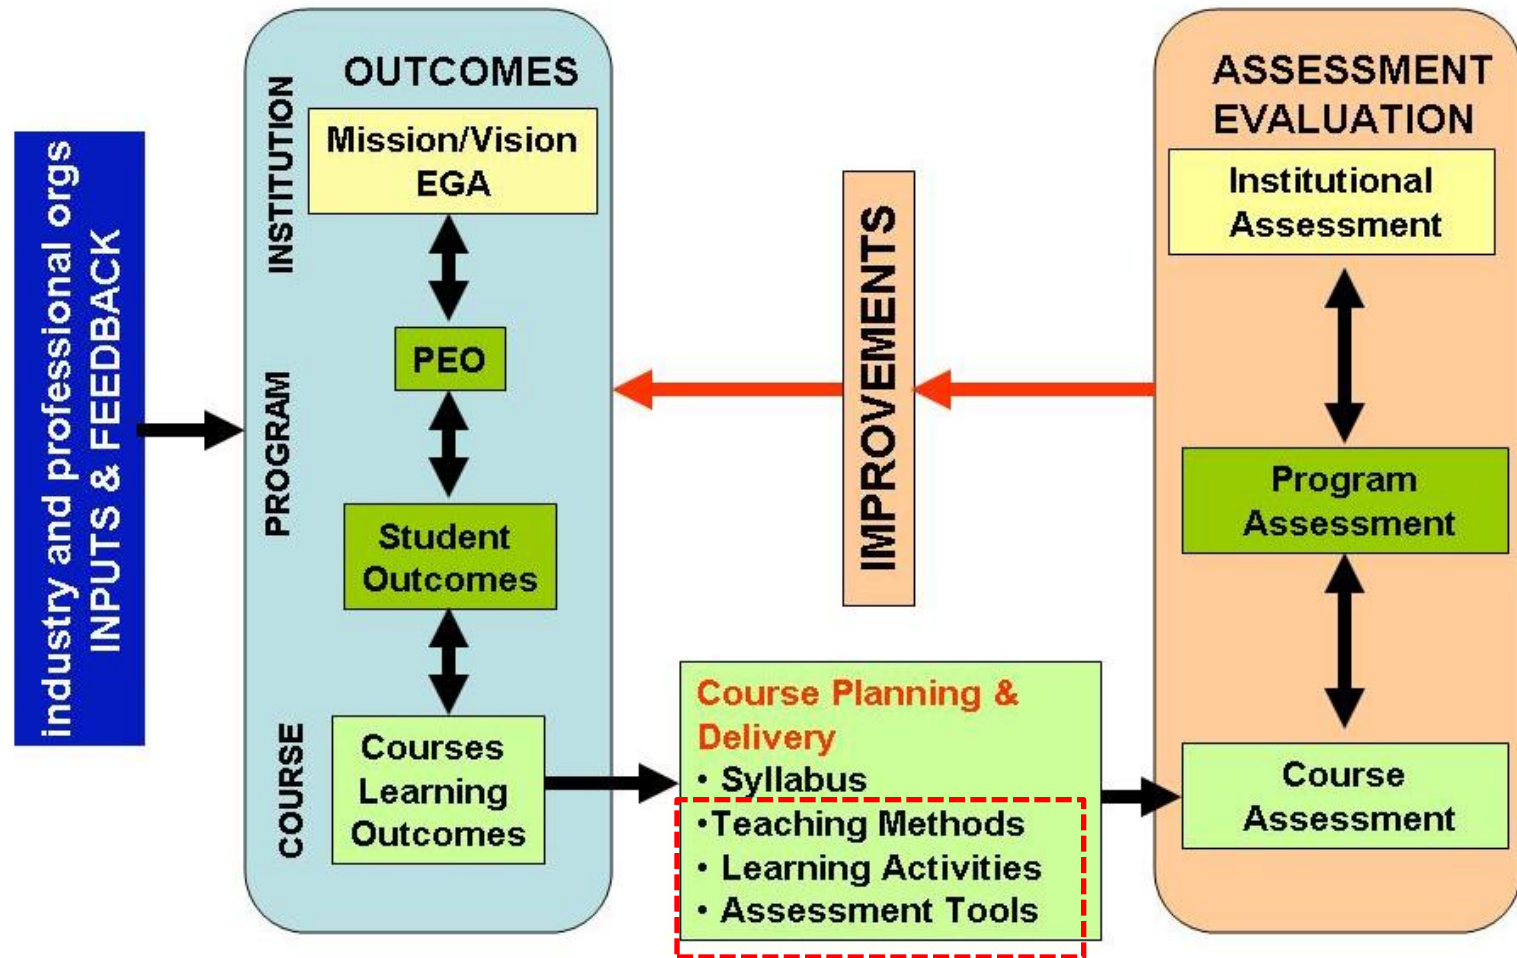 industry and professional orgs
INPUTS & FEEDBACK
OUTCOMES
INSTITUTION
Mission/Vision
EGA
PROGRAM
PEO
Student
Outcomes
COURSE
Courses
Learning
Outcomes
Course Planning &
Delivery
• Syllabus
•Teaching Methods
• Learning Activities
• Assessment Tools
IMPROVEMENTS
ASSESSMENT
EVALUATION
Institutional
Assessment
Program
Assessment
Course
Assessment